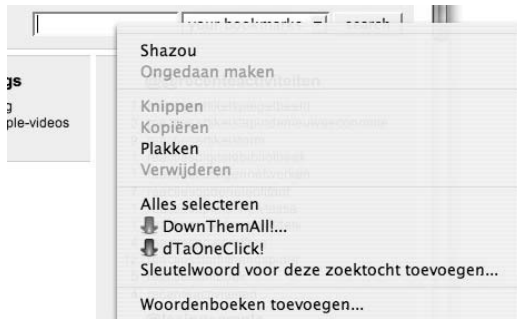 your bookmarks search
gs
g
ple-videos
Shazou
Ongedaan maken
Knippen
Kopiëren
Plakken
Verwijderen
Alles selecteren
DownThemAll!...
dTaOneClick!
Sleutelwoord voor deze zoektocht toevoegen...
Woordenboeken toevoegen...